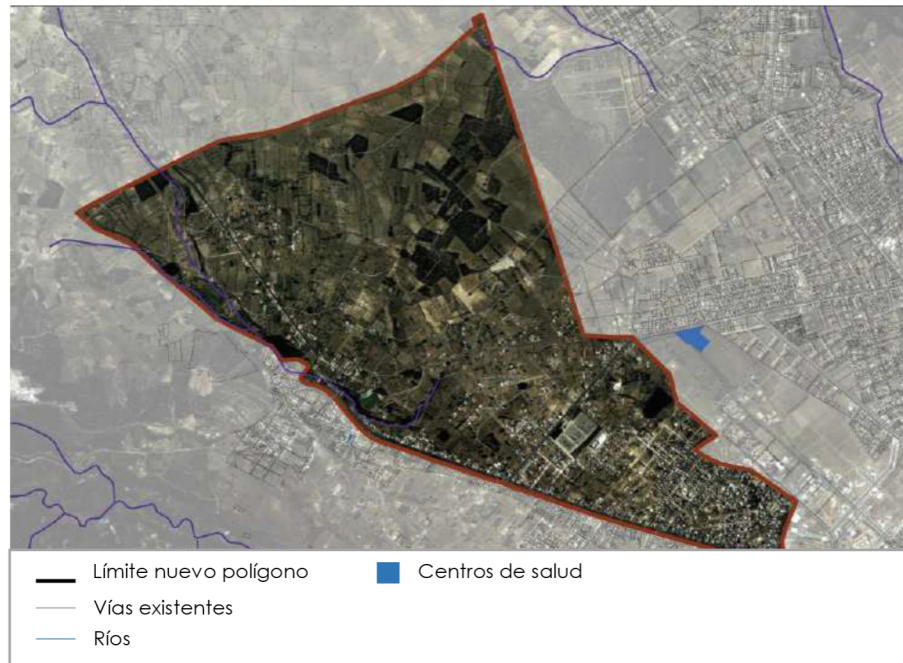 Límite nuevo polígono
Centros de salud
Vías existentes
Ríos